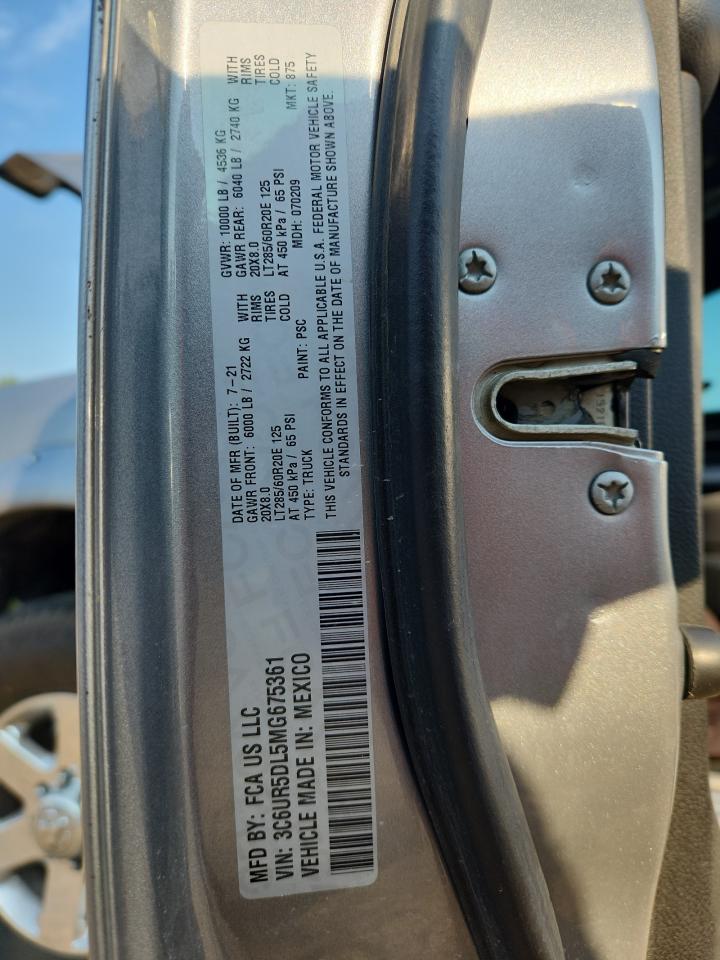 MFD BY: FCA US LLC
VIN: 3C6UR5DL5MG675361
VEHICLE MADE IN: MEXICO
DATE OF MFR (BUILT): 7-21
GVWR: 10000 LB / 4536 KG
GAWR FRONT: 6000 LB / 2722 KG WITH
20X8.0 RIMS
LT285/60R20E 125 TIRES
AT 450 kPa / 65 PSI COLD
GAWR REAR: 6040 LB / 2740 KG WITH
20X8.0 RIMS
LT285/60R20E 125 TIRES
AT 450 kPa / 65 PSI COLD
TYPE: TRUCK PAINT: PSC MDH: 070209 MKT: 875
THIS VEHICLE CONFORMS TO ALL APPLICABLE U.S.A. FEDERAL MOTOR VEHICLE SAFETY
STANDARDS IN EFFECT ON THE DATE OF MANUFACTURE SHOWN ABOVE.